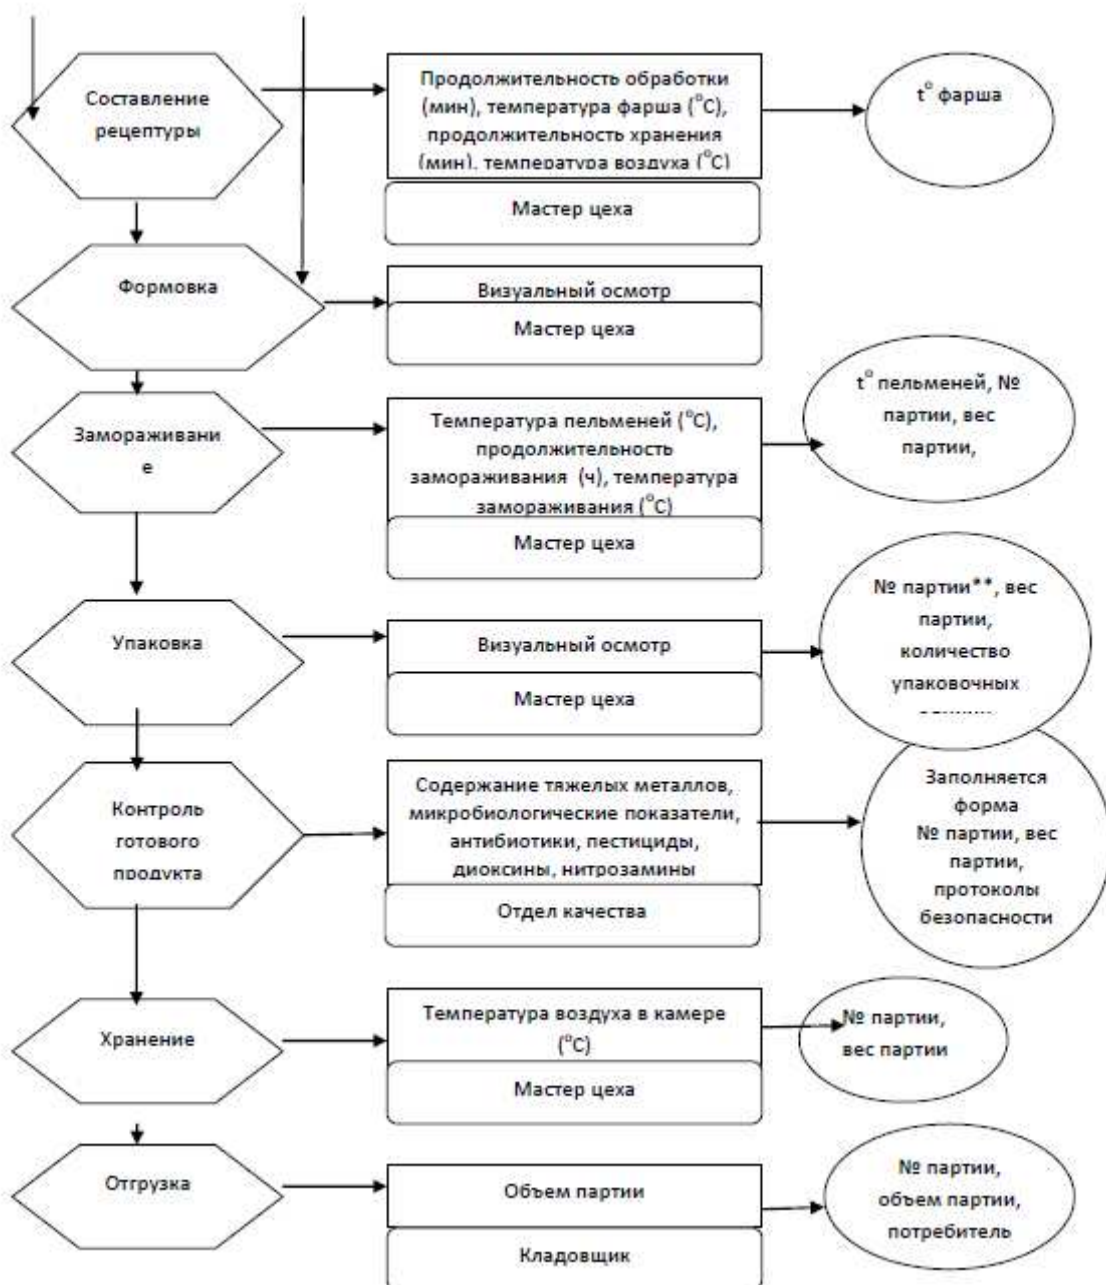 Составление
рецептуры
Продолжительность обработки
(мин), температура фарша (°С),
продолжительность хранения
(мин), температура воздуха (°С)
t° фарша
Мастер цеха
Формовка
Визуальный осмотр
Мастер цеха
Замораживани
е
Температура пельменей (°С),
продолжительность
замораживания (ч), температура
замораживания (°С)
t° пельменей, №
партии, вес
партии,
Мастер цеха
Упаковка
Визуальный осмотр
№ партии**, вес
партии,
количество
упаковочных
Мастер цеха
Контроль
готового
продукта
Содержание тяжелых металлов,
микробиологические показатели,
антибиотики, пестициды,
диоксины, нитрозамины
Заполняется
форма
№ партии, вес
партии,
протоколы
безопасности
Отдел качества
Хранение
Температура воздуха в камере
(°С)
№ партии,
вес партии
Мастер цеха
Отгрузка
Объем партии
№ партии,
объем партии,
потребитель
Кладовщик